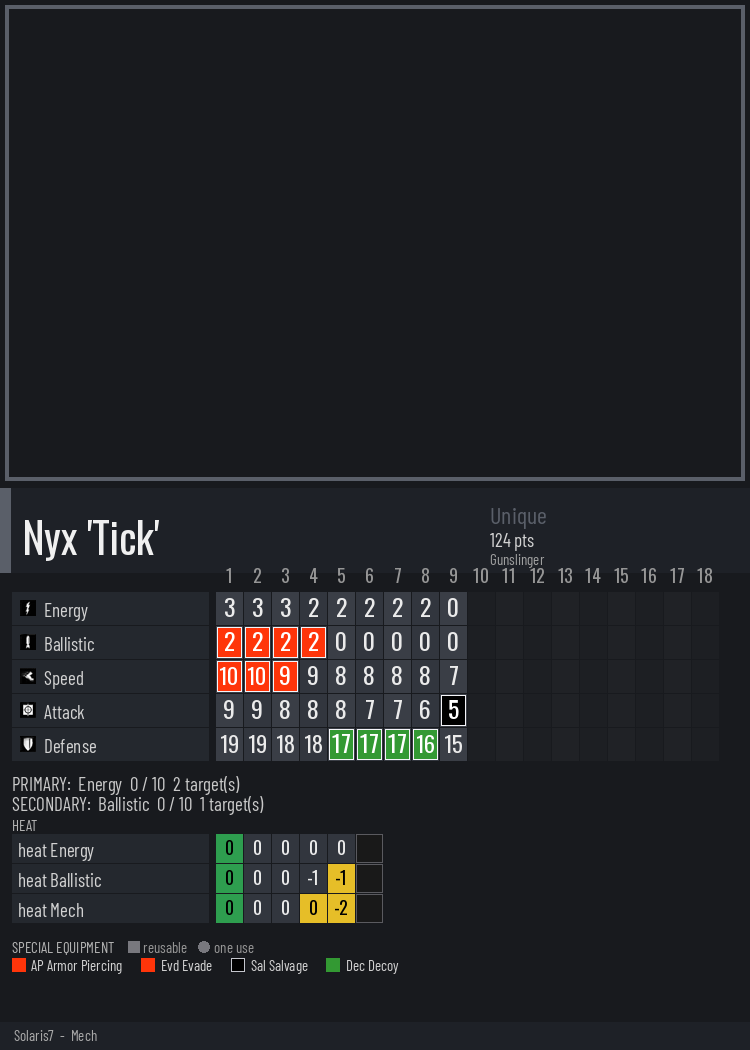 Nyx 'Tick'
Unique
124 pts
Gunslinger
1 2 3 4 5 6 7 8 9 10 11 12 13 14 15 16 17 18
Energy 3 3 3 2 2 2 2 2 0
Ballistic 2 2 2 2 0 0 0 0 0
Speed 10 10 9 9 8 8 8 8 7
Attack 9 9 8 8 8 7 7 6 5
Defense 19 19 18 18 17 17 17 16 15
PRIMARY: Energy 0 / 10 2 target(s)
SECONDARY: Ballistic 0 / 10 1 target(s)
HEAT
heat Energy 0 0 0 0 0
heat Ballistic 0 0 0 -1 -1
heat Mech 0 0 0 0 -2
SPECIAL EQUIPMENT reusable one use
AP Armor Piercing Evd Evade Sal Salvage Dec Decoy
Solaris7 - Mech